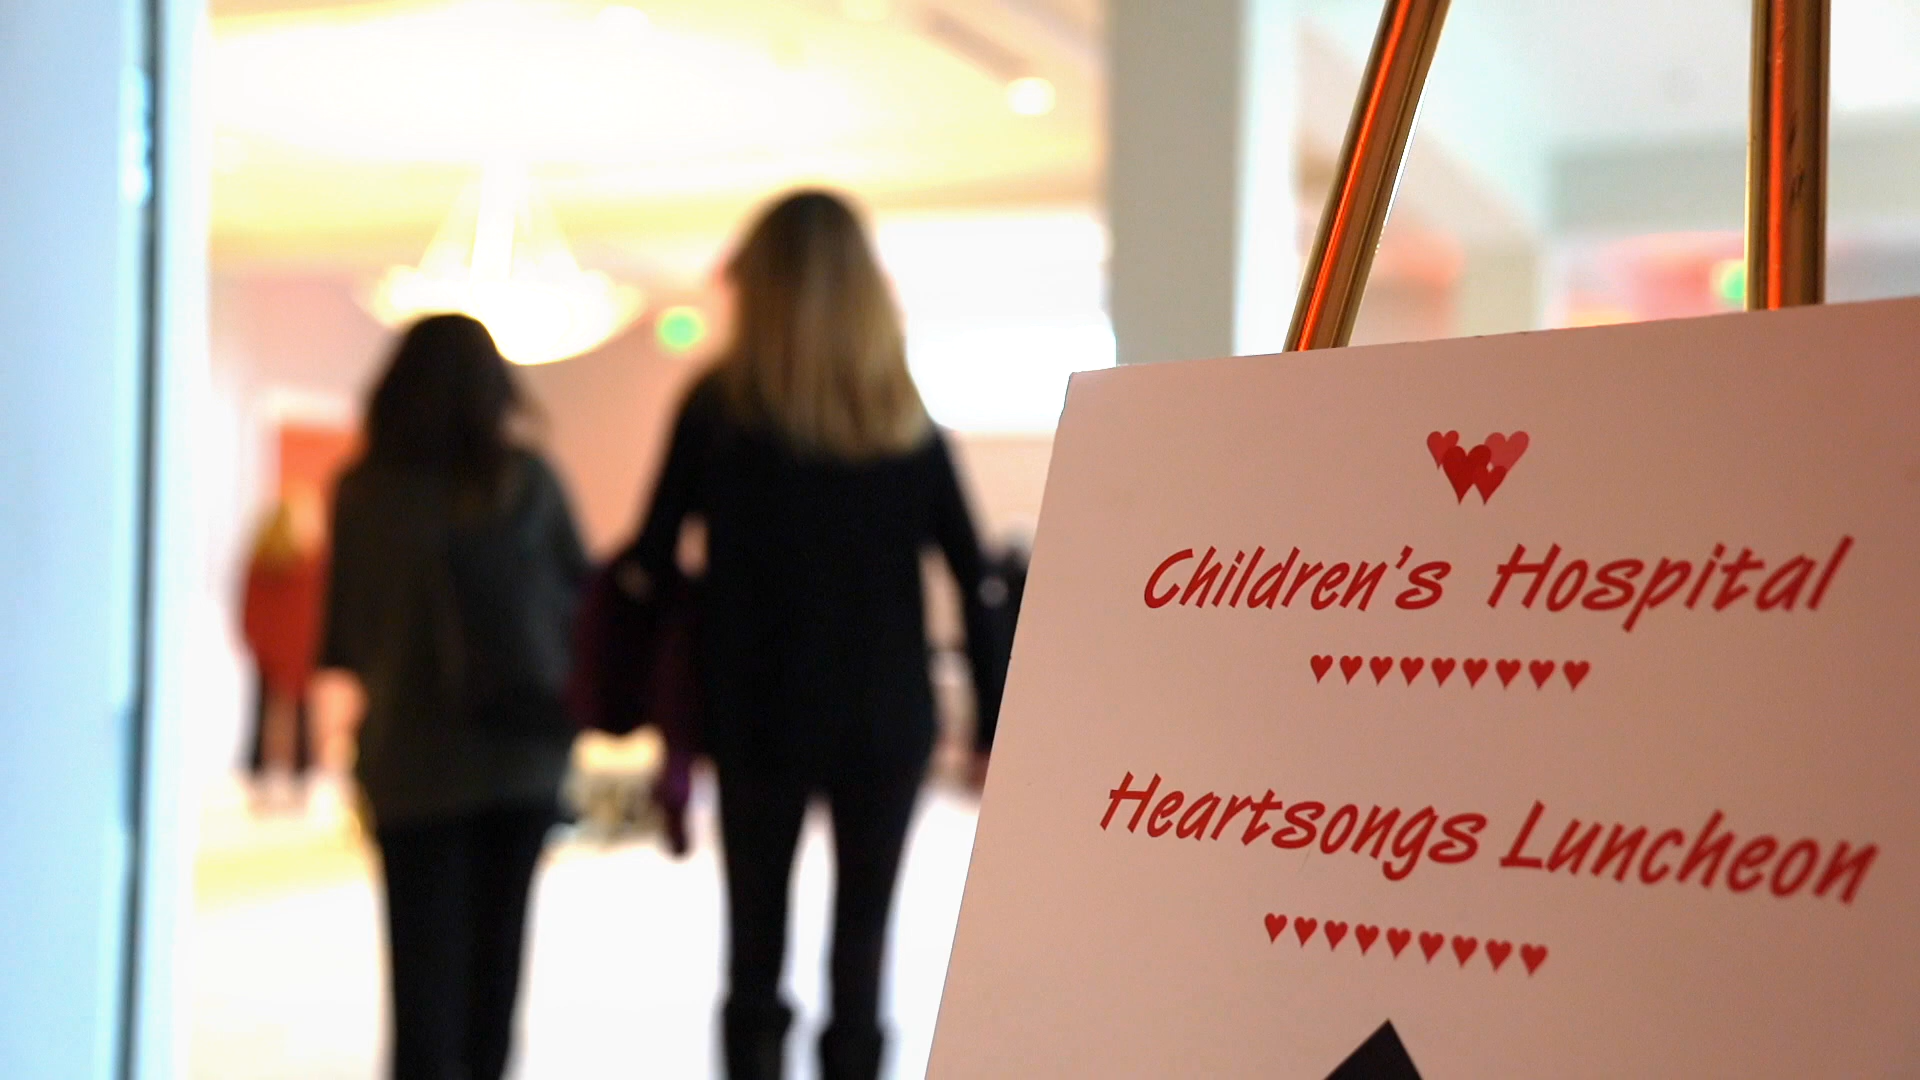 Children's Hospital
♥♥♥♥♥♥♥♥♥
Heartsongs Luncheon
♥♥♥♥♥♥♥♥♥